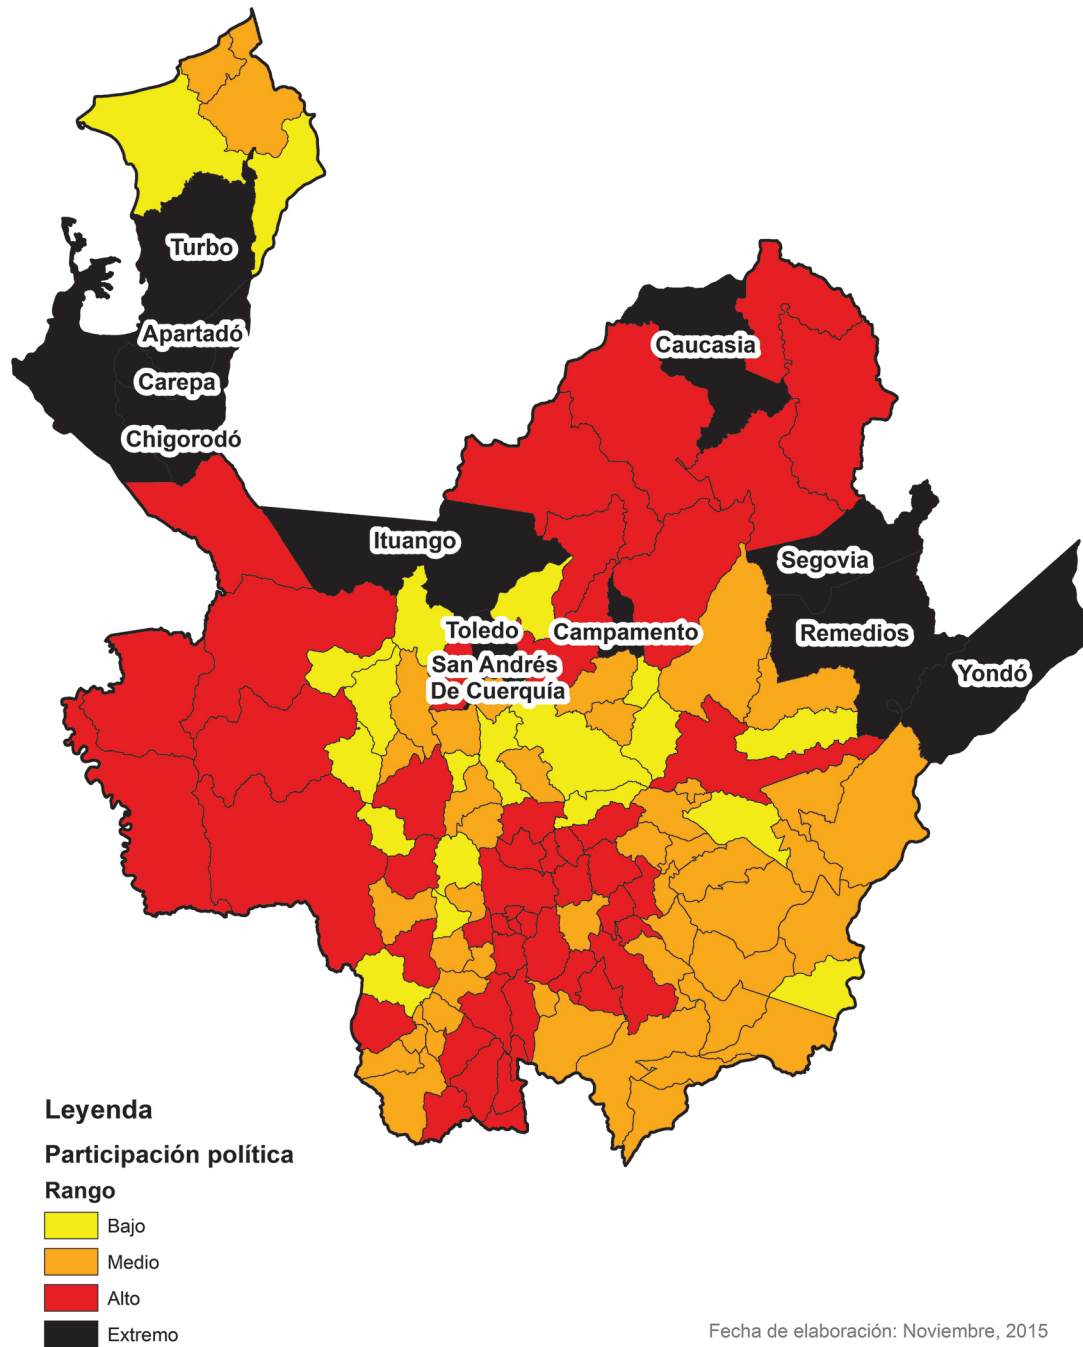 Turbo
Apartadó
Carepa
Chigorodó
Caucasia
Ituango
Segovia
Toledo
Campamento
Remedios
San Andrés
De Cuerquía
Yondó
Leyenda
Participación política
Rango
Bajo
Medio
Alto
Extremo
Fecha de elaboración: Noviembre, 2015